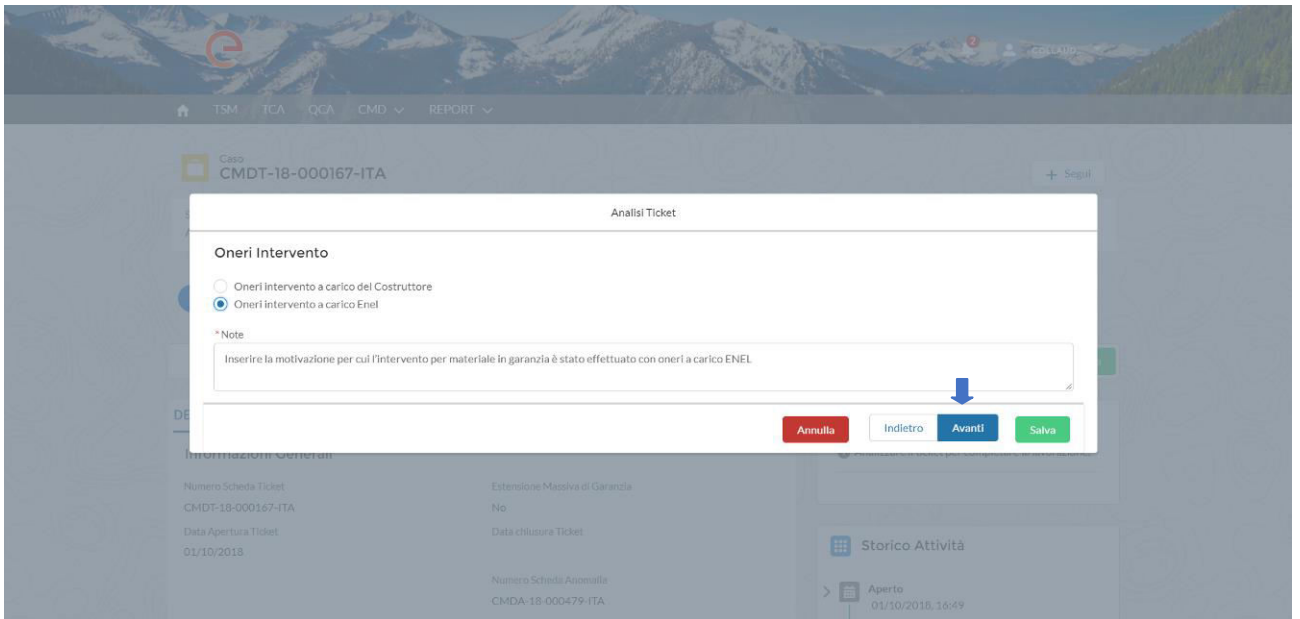 2
COLLAUD
TSM TCA QCA CMD REPORT
Caso
CMDT-18-000167-ITA
+ Segui
Analisi Ticket
Oneri Intervento
Oneri intervento a carico del Costruttore
Oneri intervento a carico Enel
* Note
Inserire la motivazione per cui l'intervento per materiale in garanzia è stato effettuato con oneri a carico ENEL
Annulla Indietro Avanti Salva
DE
Informazioni Generali
Numero Scheda Ticket Estensione Massiva di Garanzia
CMDT-18-000167-ITA No
Data Apertura Ticket Data chiusura Ticket
01/10/2018
Storico Attività
Numero Scheda Anomalia
CMDA-18-000479-ITA
Aperto
01/10/2018, 16:49